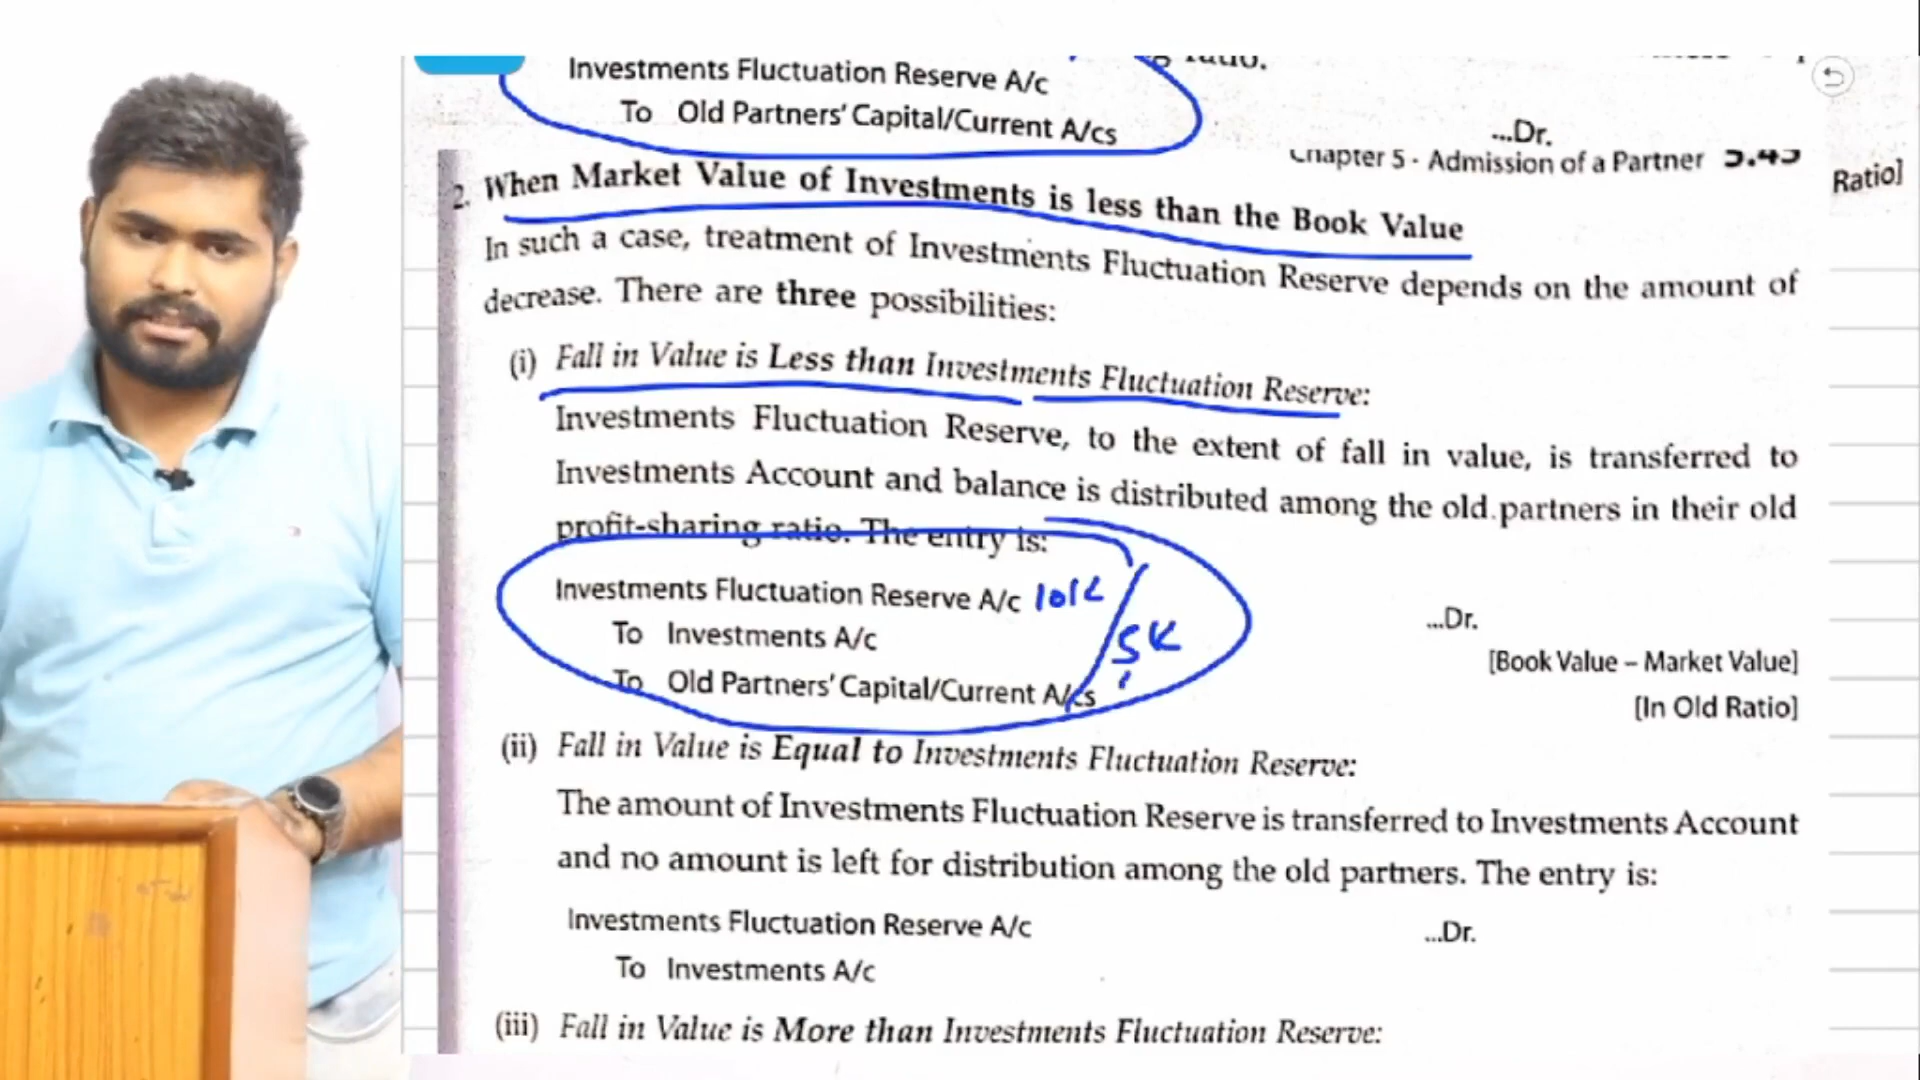 ratio.
Investments Fluctuation Reserve A/c
To Old Partners' Capital/Current A/cs
...Dr.
Chapter 5 - Admission of a Partner 5.45
Ratio]
2. When Market Value of Investments is less than the Book Value
In such a case, treatment of Investments Fluctuation Reserve depends on the amount of
decrease. There are three possibilities:
(i) Fall in Value is Less than Investments Fluctuation Reserve:
Investments Fluctuation Reserve, to the extent of fall in value, is transferred to
Investments Account and balance is distributed among the old partners in their old
profit-sharing ratio. The entry is:
Investments Fluctuation Reserve A/c 10K ...Dr.
To Investments A/c 5K [Book Value – Market Value]
To Old Partners' Capital/Current A/cs [In Old Ratio]
(ii) Fall in Value is Equal to Investments Fluctuation Reserve:
The amount of Investments Fluctuation Reserve is transferred to Investments Account
and no amount is left for distribution among the old partners. The entry is:
Investments Fluctuation Reserve A/c ...Dr.
To Investments A/c
(iii) Fall in Value is More than Investments Fluctuation Reserve: